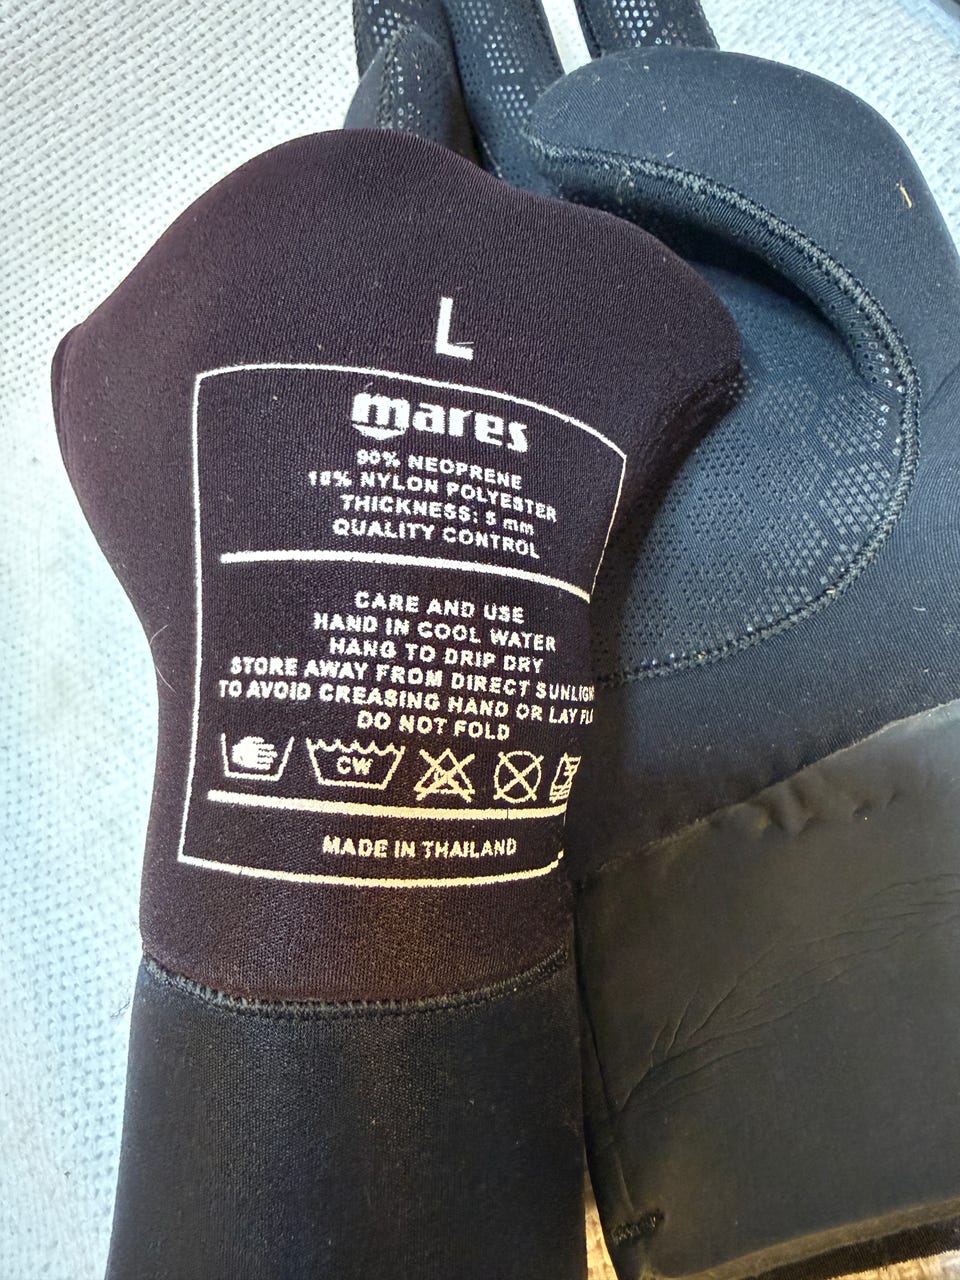 L
mares
90% NEOPRENE
10% NYLON POLYESTER
THICKNESS: 5 mm
QUALITY CONTROL
CARE AND USE
HAND IN COOL WATER
HANG TO DRIP DRY
STORE AWAY FROM DIRECT SUNLIGH
TO AVOID CREASING HAND OR LAY FLA
DO NOT FOLD
CW
MADE IN THAILAND